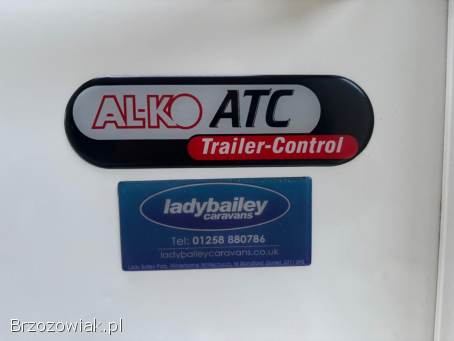 AL-KO ATC
Trailer-Control
ladybailey
caravans
Tel: 01258 880786
ladybaileycaravans.co.uk
Brzozowiak.pl